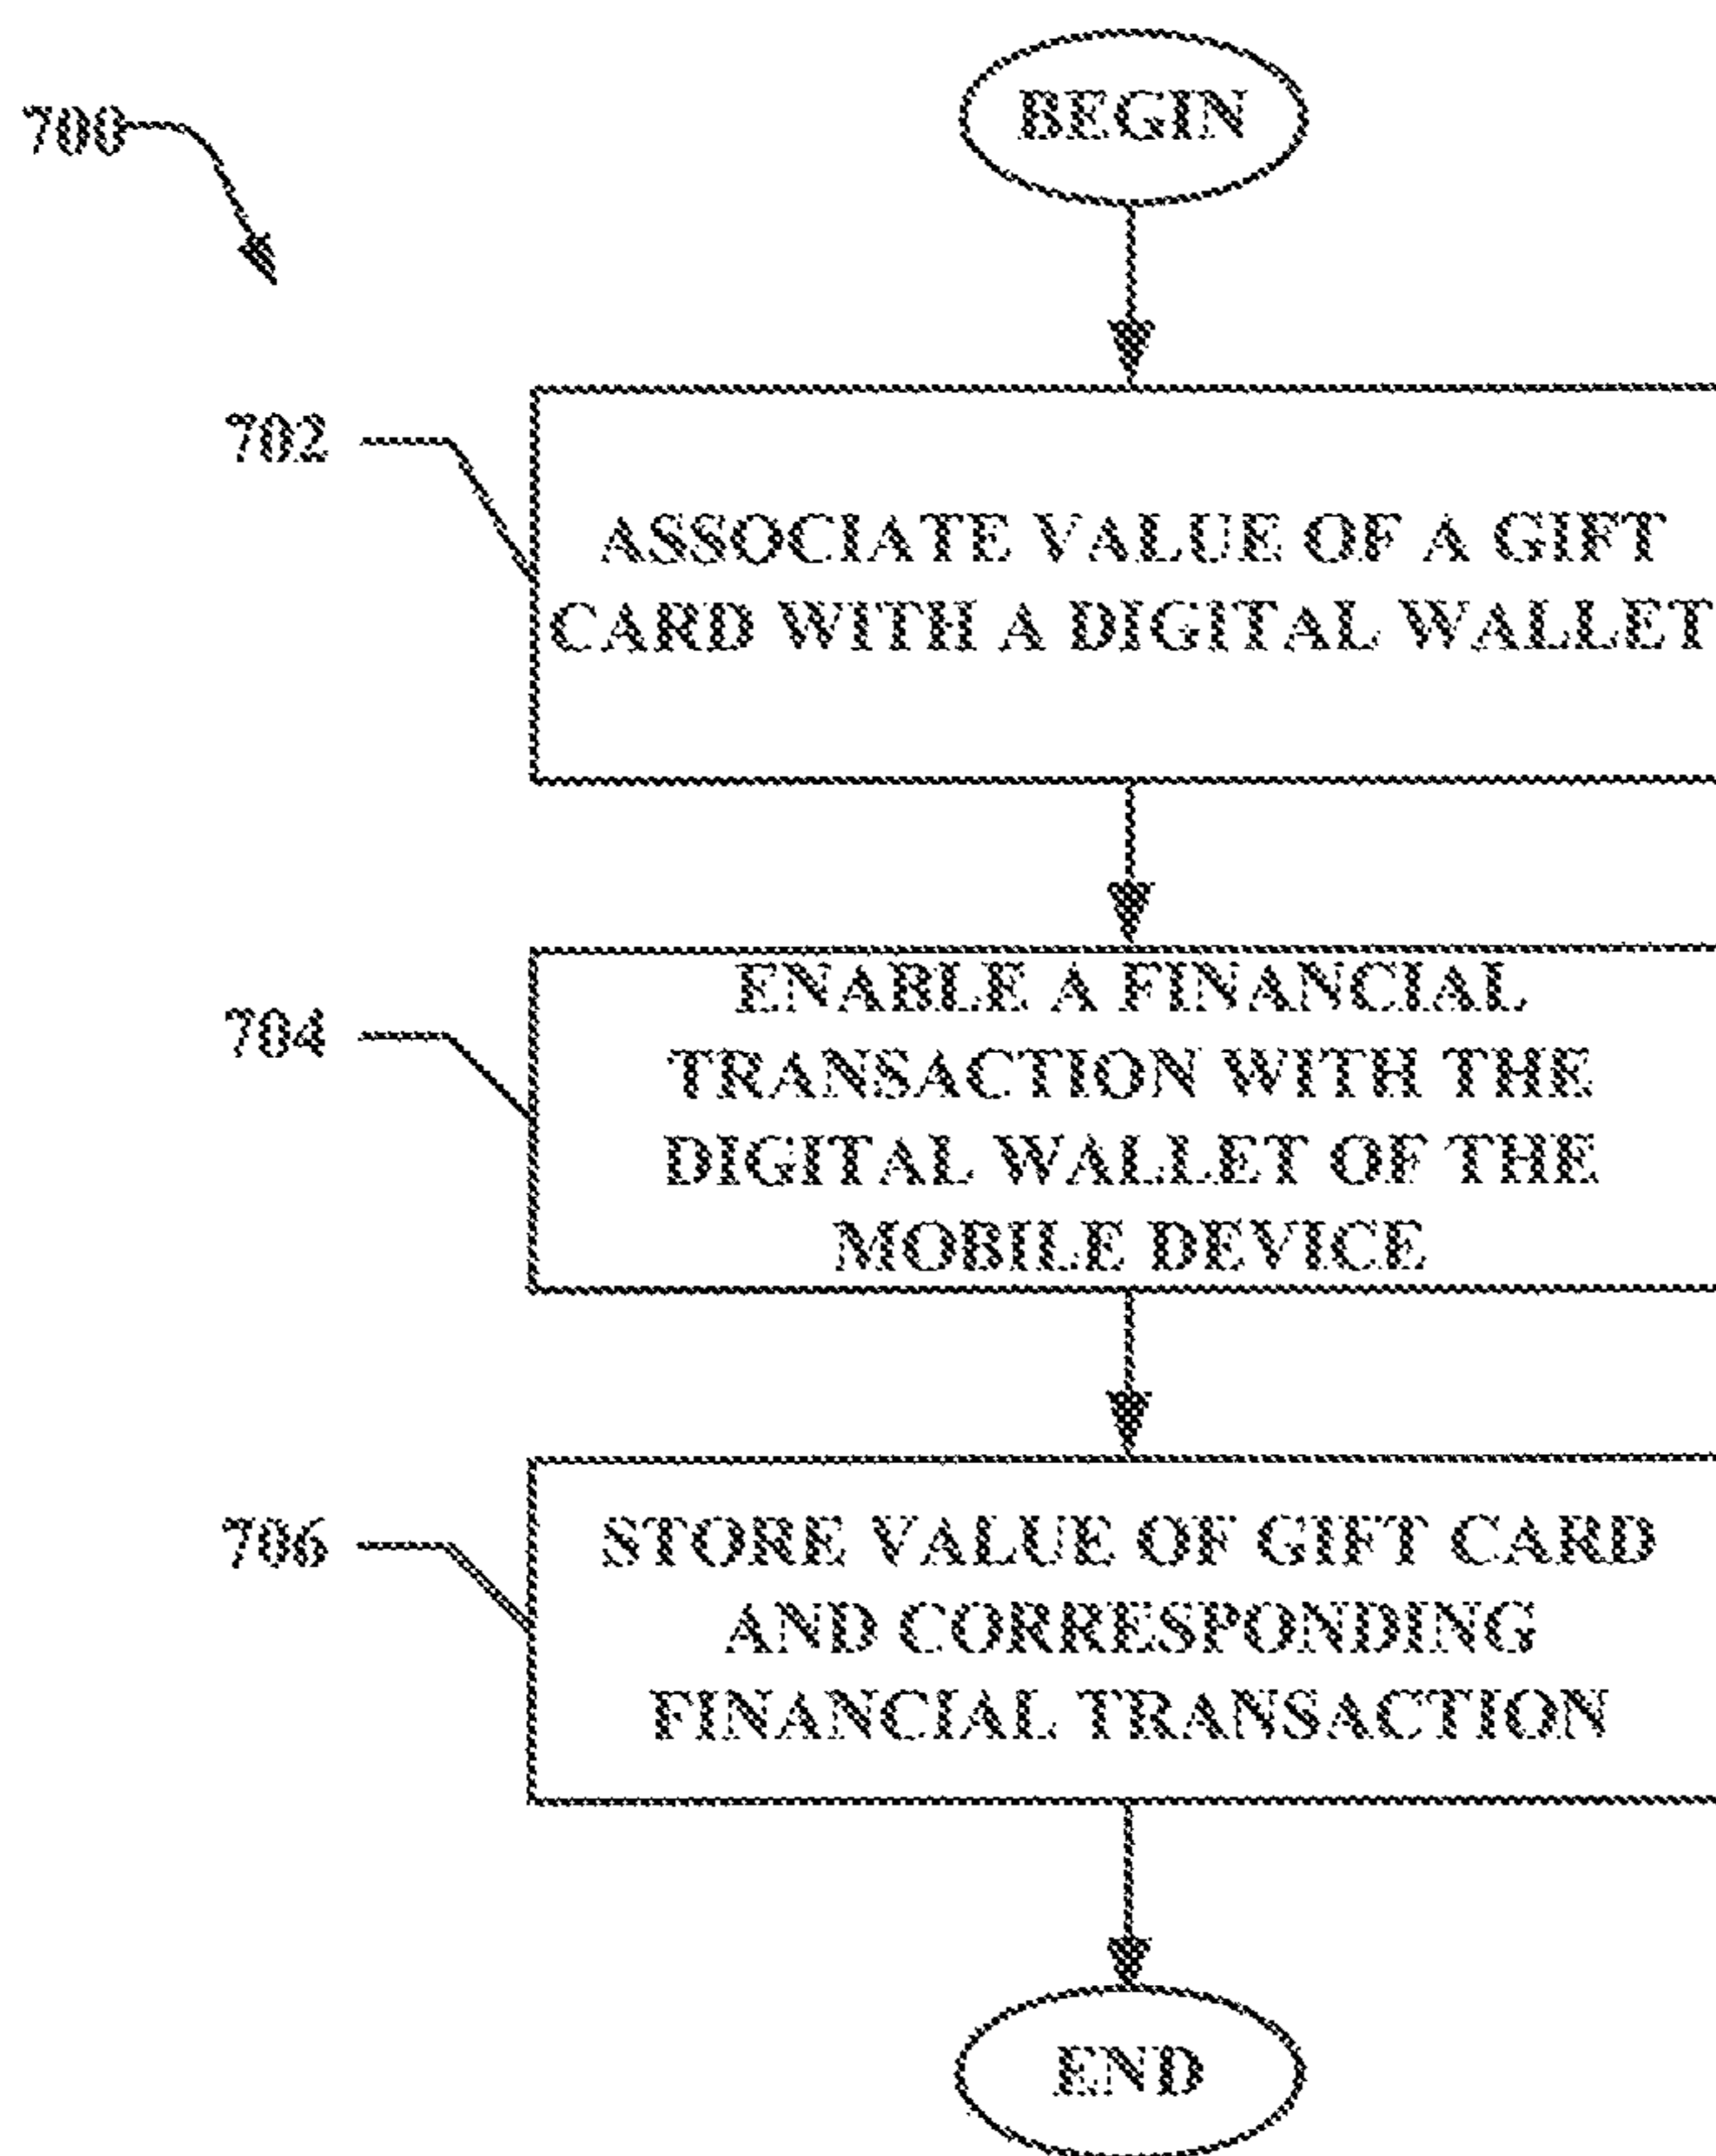 BEGIN
700
702
ASSOCIATE VALUE OF A GIFT
CARD WITH A DIGITAL WALLET
704
ENABLE A FINANCIAL
TRANSACTION WITH THE
DIGITAL WALLET OF THE
MOBILE DEVICE
706
STORE VALUE OF GIFT CARD
AND CORRESPONDING
FINANCIAL TRANSACTION
END